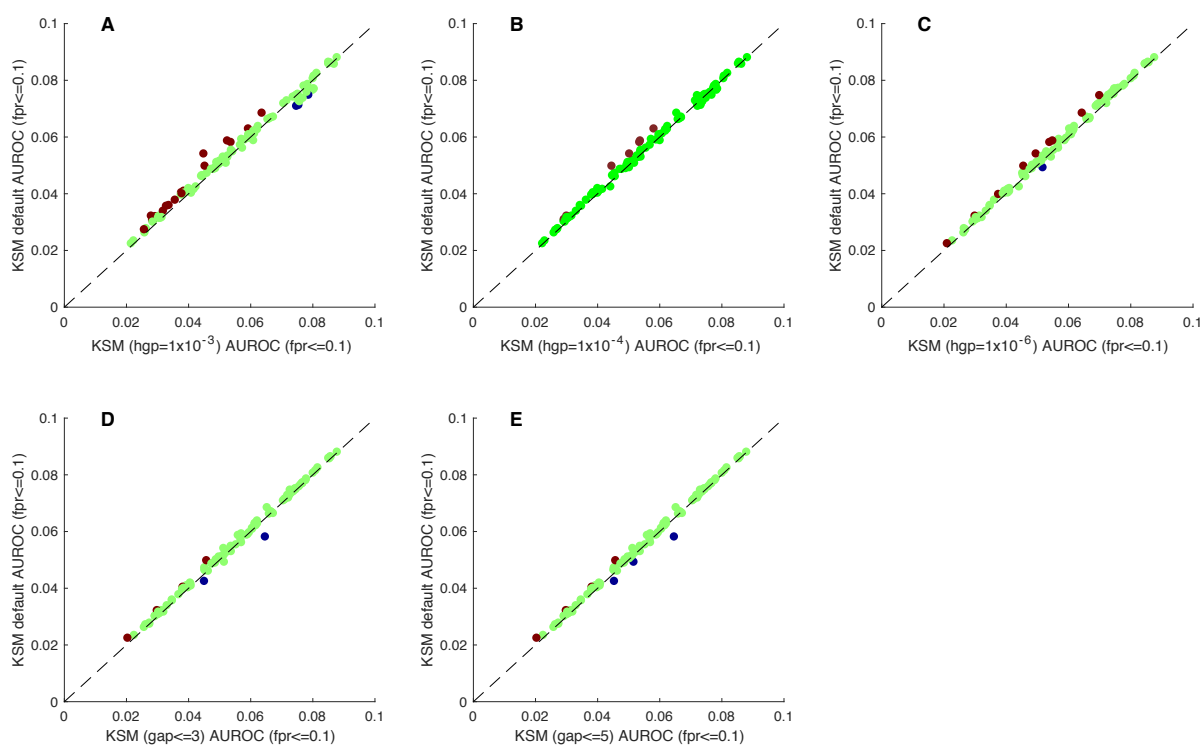 A
KSM default AUROC (fpr<=0.1)
0.1
0.08
0.06
0.04
0.02
0
0 0.02 0.04 0.06 0.08 0.1
KSM (hgp=1x10⁻³) AUROC (fpr<=0.1)
B
KSM default AUROC (fpr<=0.1)
0.1
0.08
0.06
0.04
0.02
0
0 0.02 0.04 0.06 0.08 0.1
KSM (hgp=1x10⁻⁴) AUROC (fpr<=0.1)
C
KSM default AUROC (fpr<=0.1)
0.1
0.08
0.06
0.04
0.02
0
0 0.02 0.04 0.06 0.08 0.1
KSM (hgp=1x10⁻⁶) AUROC (fpr<=0.1)
D
KSM default AUROC (fpr<=0.1)
0.1
0.08
0.06
0.04
0.02
0
0 0.02 0.04 0.06 0.08 0.1
KSM (gap<=3) AUROC (fpr<=0.1)
E
KSM default AUROC (fpr<=0.1)
0.1
0.08
0.06
0.04
0.02
0
0 0.02 0.04 0.06 0.08 0.1
KSM (gap<=5) AUROC (fpr<=0.1)